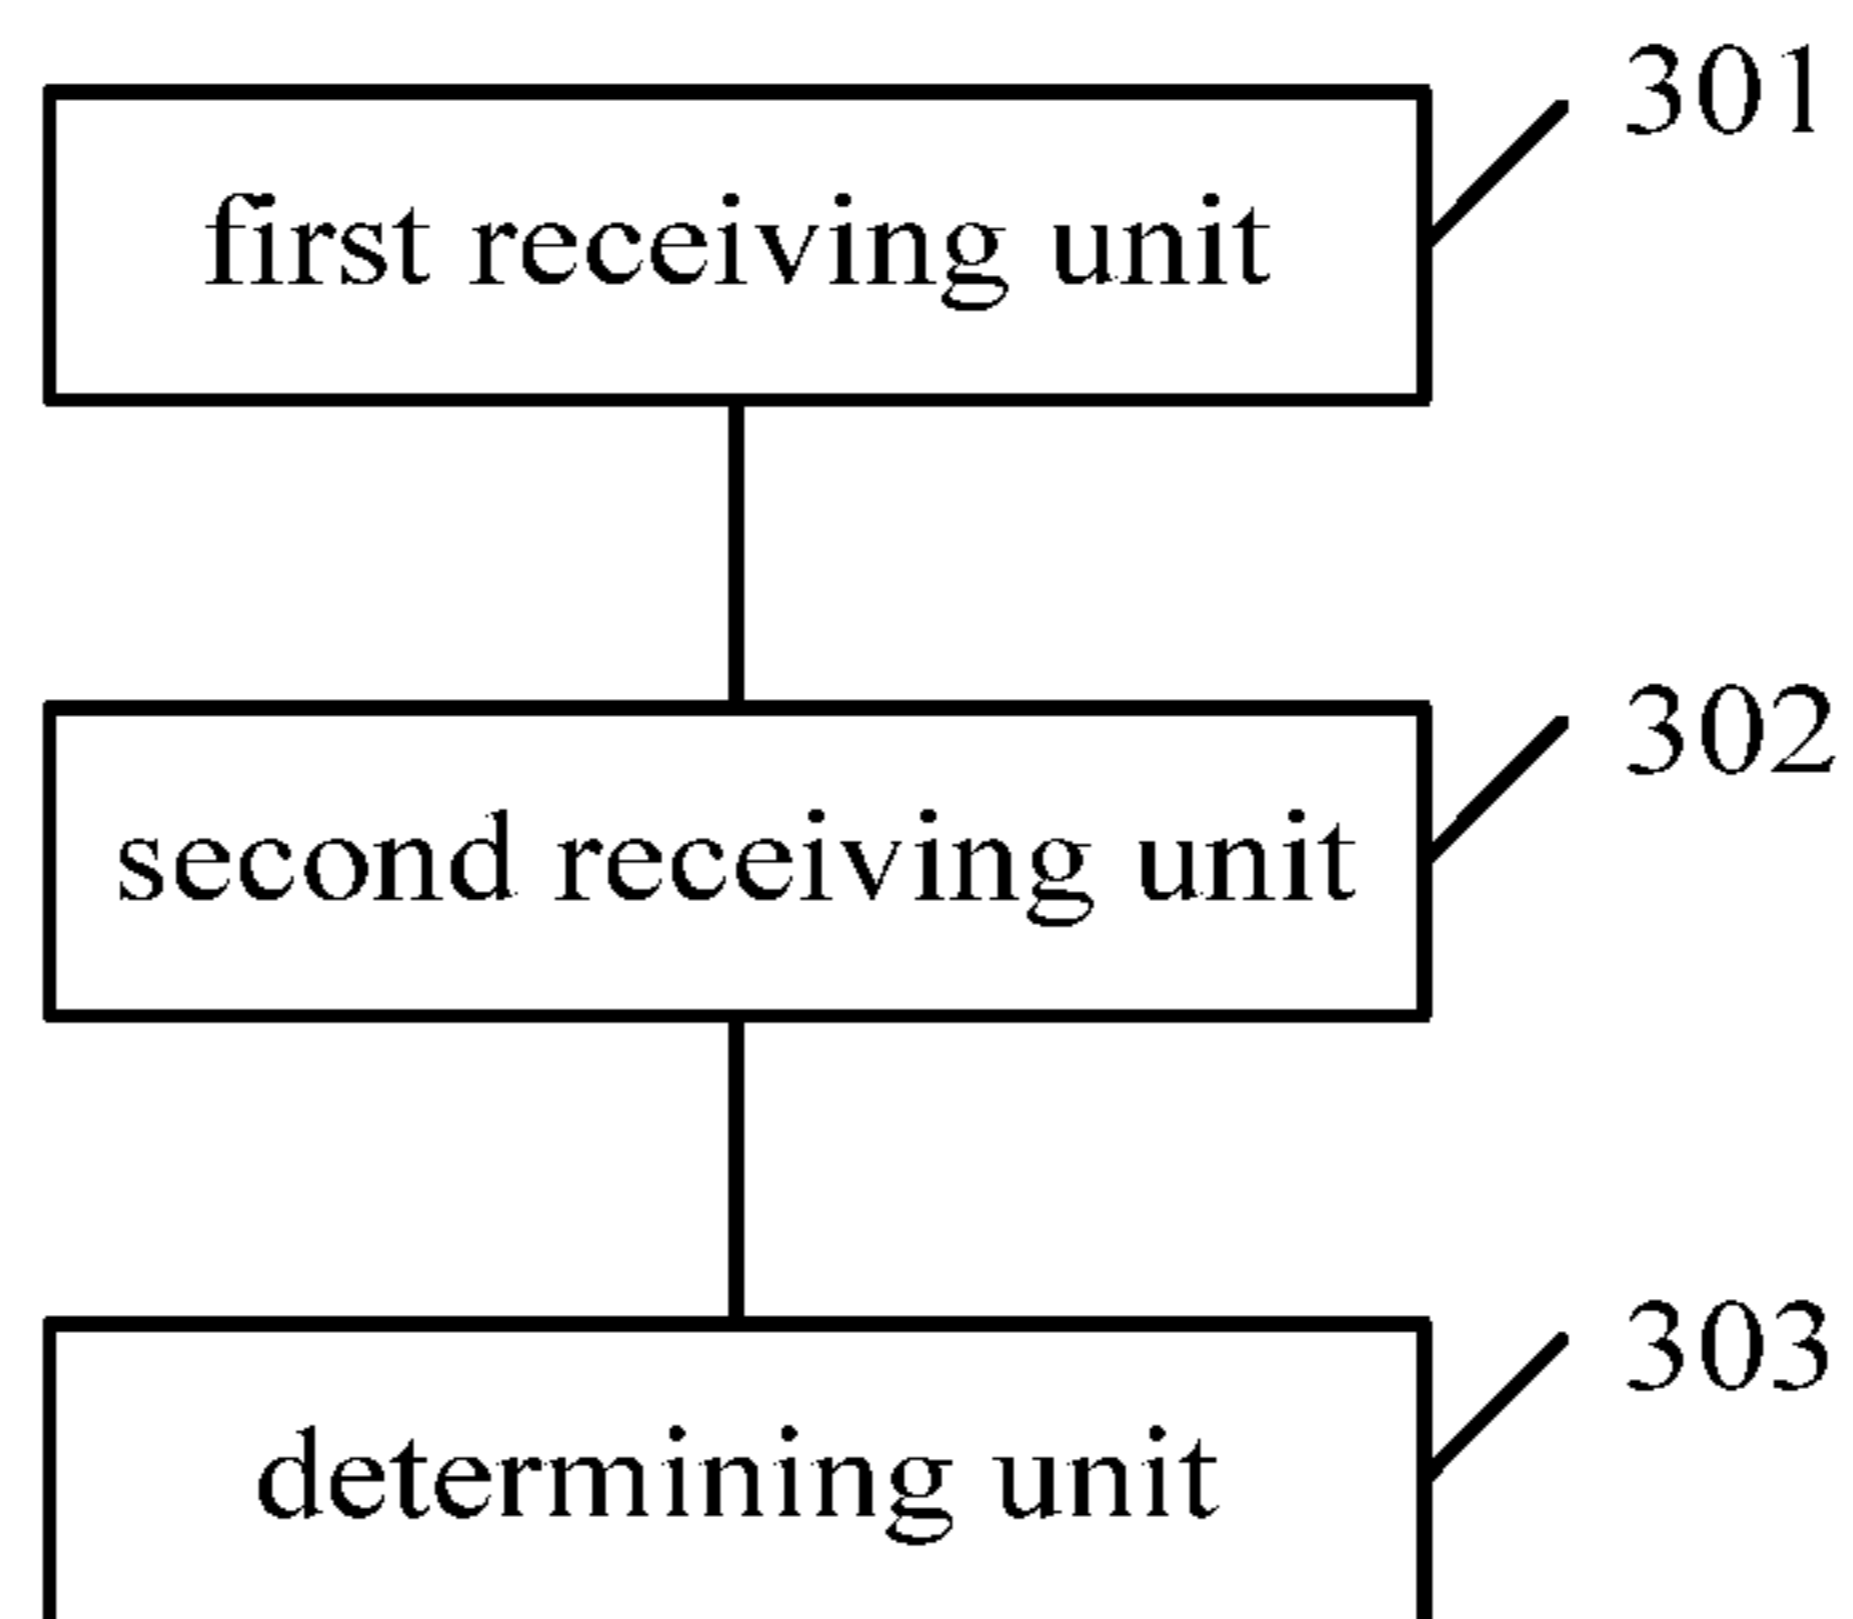 301
first receiving unit
302
second receiving unit
303
determining unit